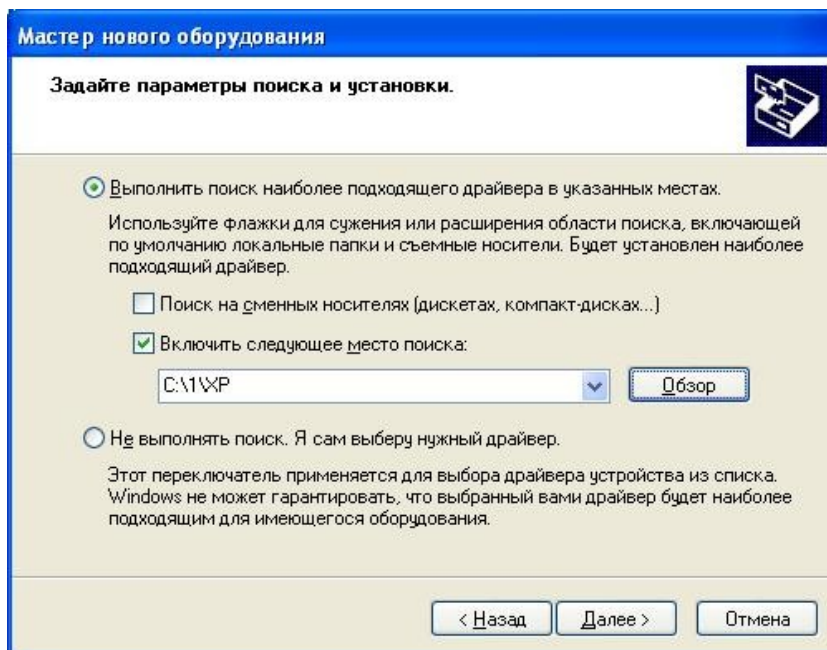 Мастер нового оборудования
Задайте параметры поиска и установки.
Выполнить поиск наиболее подходящего драйвера в указанных местах.
Используйте флажки для сужения или расширения области поиска, включающей
по умолчанию локальные папки и съемные носители. Будет установлен наиболее
подходящий драйвер.
Поиск на сменных носителях (дискетах, компакт-дисках...)
Включить следующее место поиска:
C:\1\XP
Обзор
Не выполнять поиск. Я сам выберу нужный драйвер.
Этот переключатель применяется для выбора драйвера устройства из списка.
Windows не может гарантировать, что выбранный вами драйвер будет наиболее
подходящим для имеющегося оборудования.
< Назад Далее > Отмена